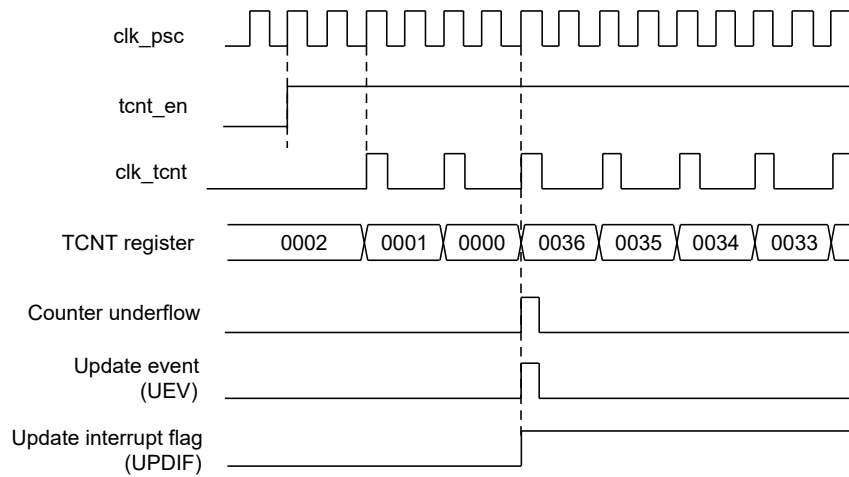 clk_psc
tcnt_en
clk_tcnt
TCNT register 0002 0001 0000 0036 0035 0034 0033
Counter underflow
Update event
(UEV)
Update interrupt flag
(UPDIF)